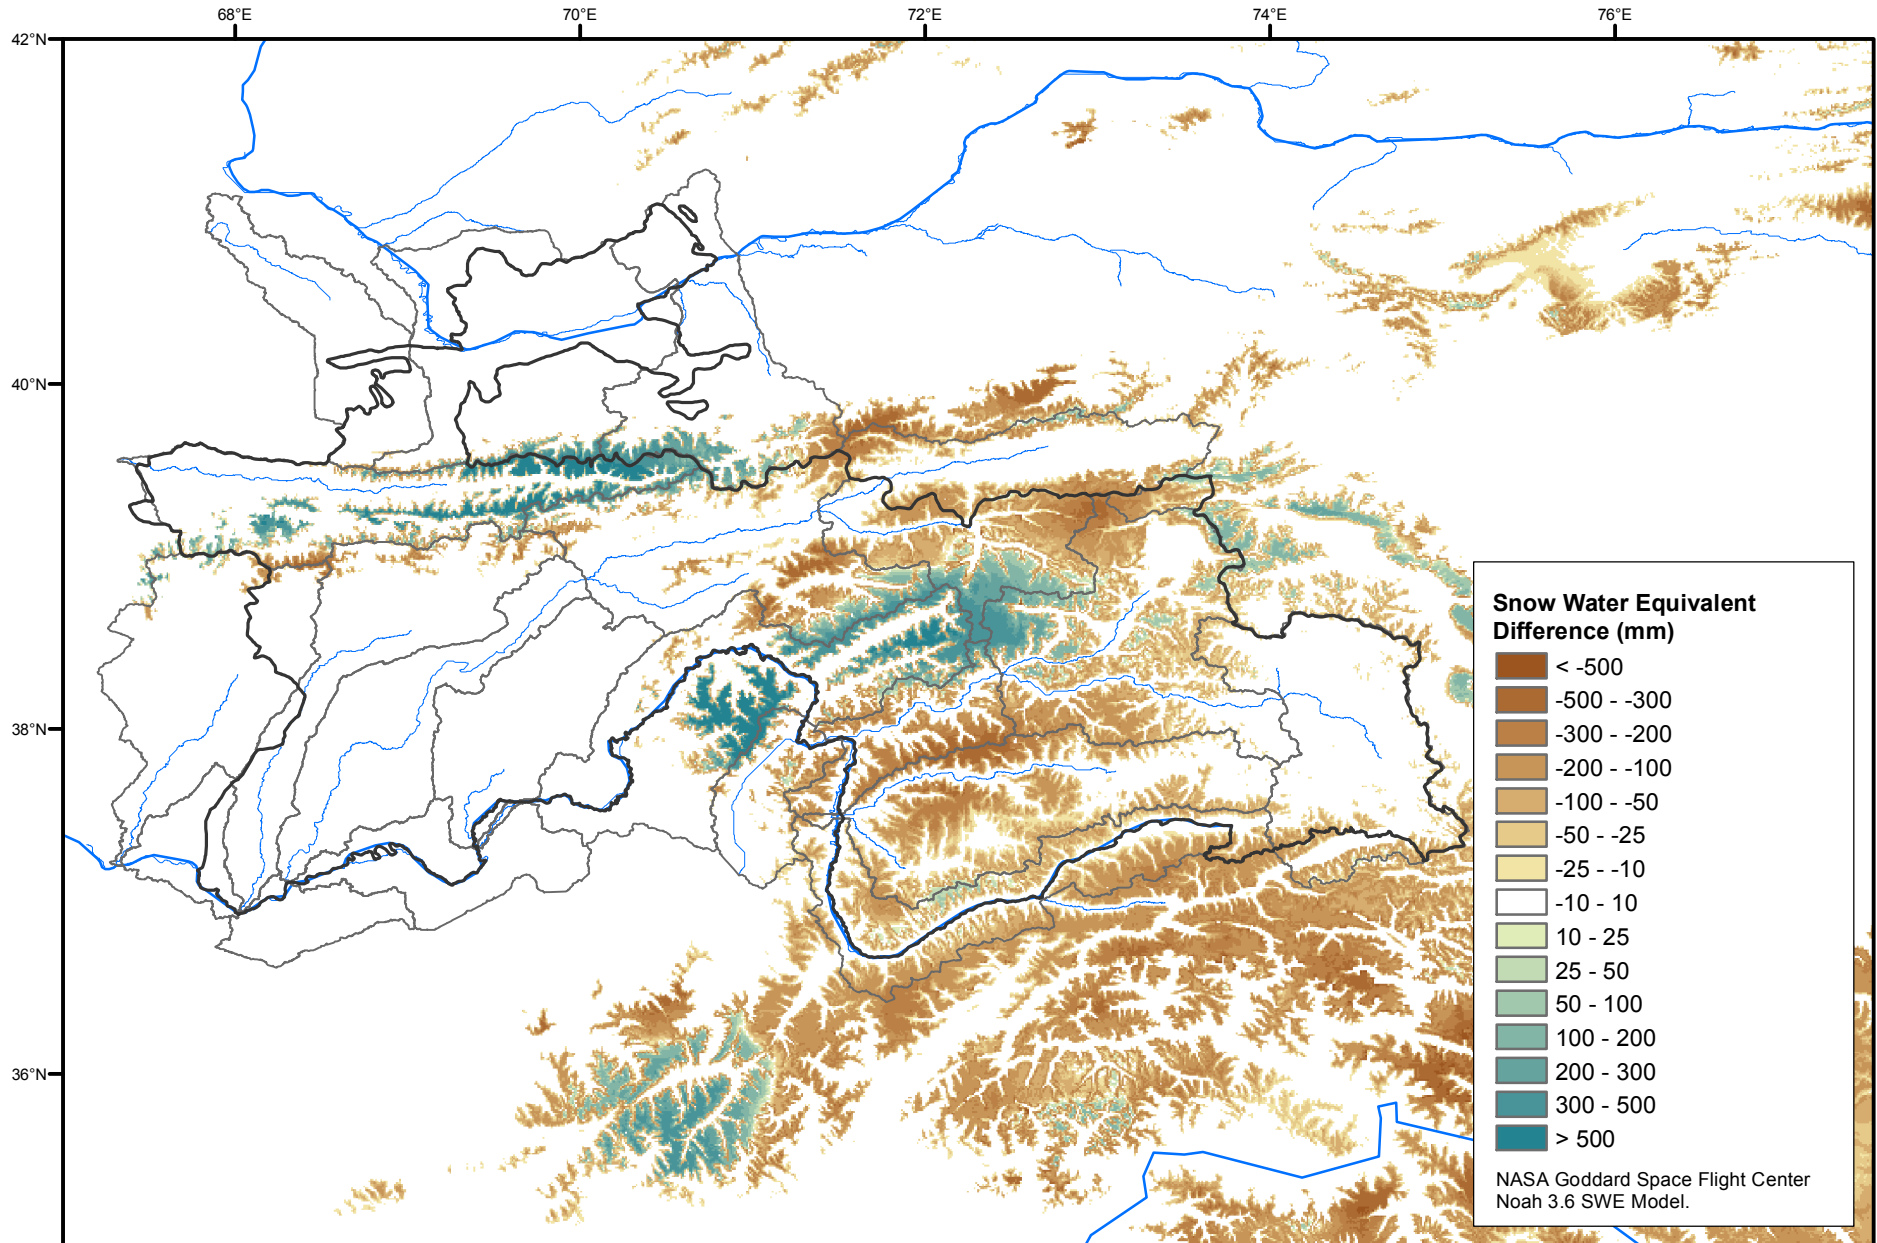 68°E 70°E 72°E 74°E 76°E
42°N
40°N
38°N
36°N
Snow Water Equivalent
Difference (mm)
< -500
-500 - -300
-300 - -200
-200 - -100
-100 - -50
-50 - -25
-25 - -10
-10 - 10
10 - 25
25 - 50
50 - 100
100 - 200
200 - 300
300 - 500
> 500
NASA Goddard Space Flight Center
Noah 3.6 SWE Model.